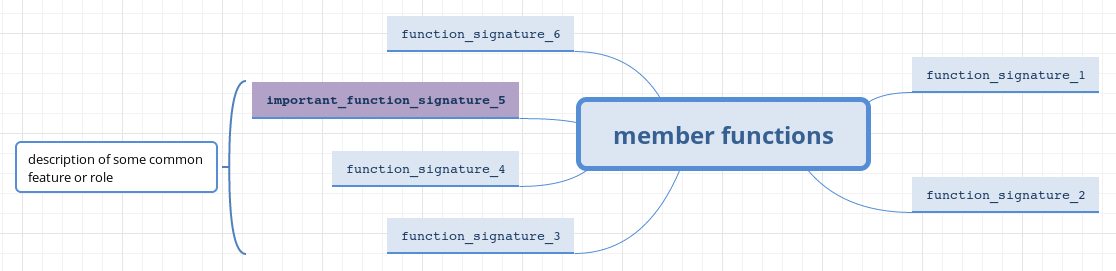 function_signature_6
function_signature_1
important_function_signature_5
member functions
description of some common
feature or role
function_signature_4
function_signature_2
function_signature_3